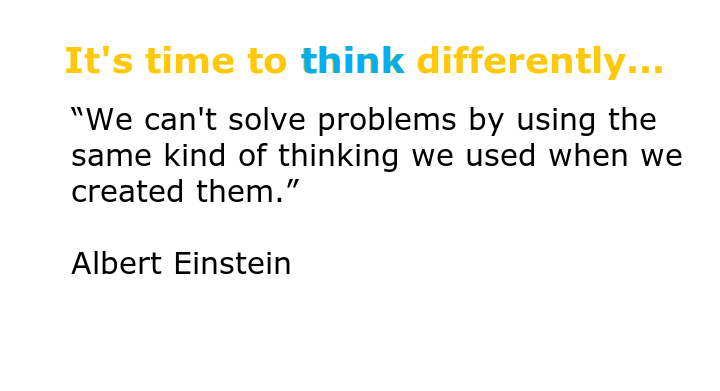 It's time to think differently...
“We can't solve problems by using the
same kind of thinking we used when we
created them.”
Albert Einstein